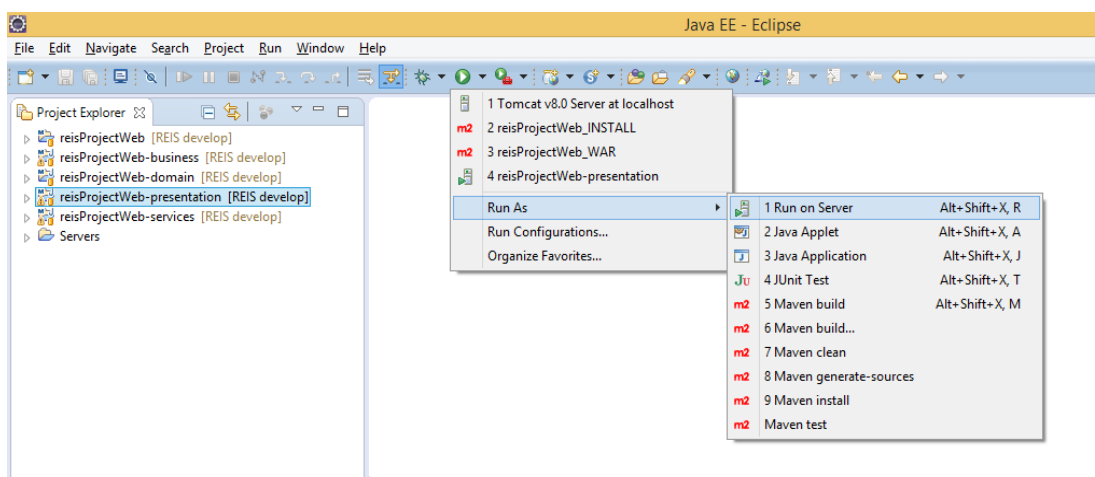 Java EE - Eclipse
File Edit Navigate Search Project Run Window Help
Project Explorer
reisProjectWeb [REIS develop]
reisProjectWeb-business [REIS develop]
reisProjectWeb-domain [REIS develop]
reisProjectWeb-presentation [REIS develop]
reisProjectWeb-services [REIS develop]
Servers
1 Tomcat v8.0 Server at localhost
m2 2 reisProjectWeb_INSTALL
m2 3 reisProjectWeb_WAR
4 reisProjectWeb-presentation
Run As
Run Configurations...
Organize Favorites...
1 Run on Server Alt+Shift+X, R
2 Java Applet Alt+Shift+X, A
3 Java Application Alt+Shift+X, J
JU 4 JUnit Test Alt+Shift+X, T
m2 5 Maven build Alt+Shift+X, M
m2 6 Maven build...
m2 7 Maven clean
m2 8 Maven generate-sources
m2 9 Maven install
m2 Maven test